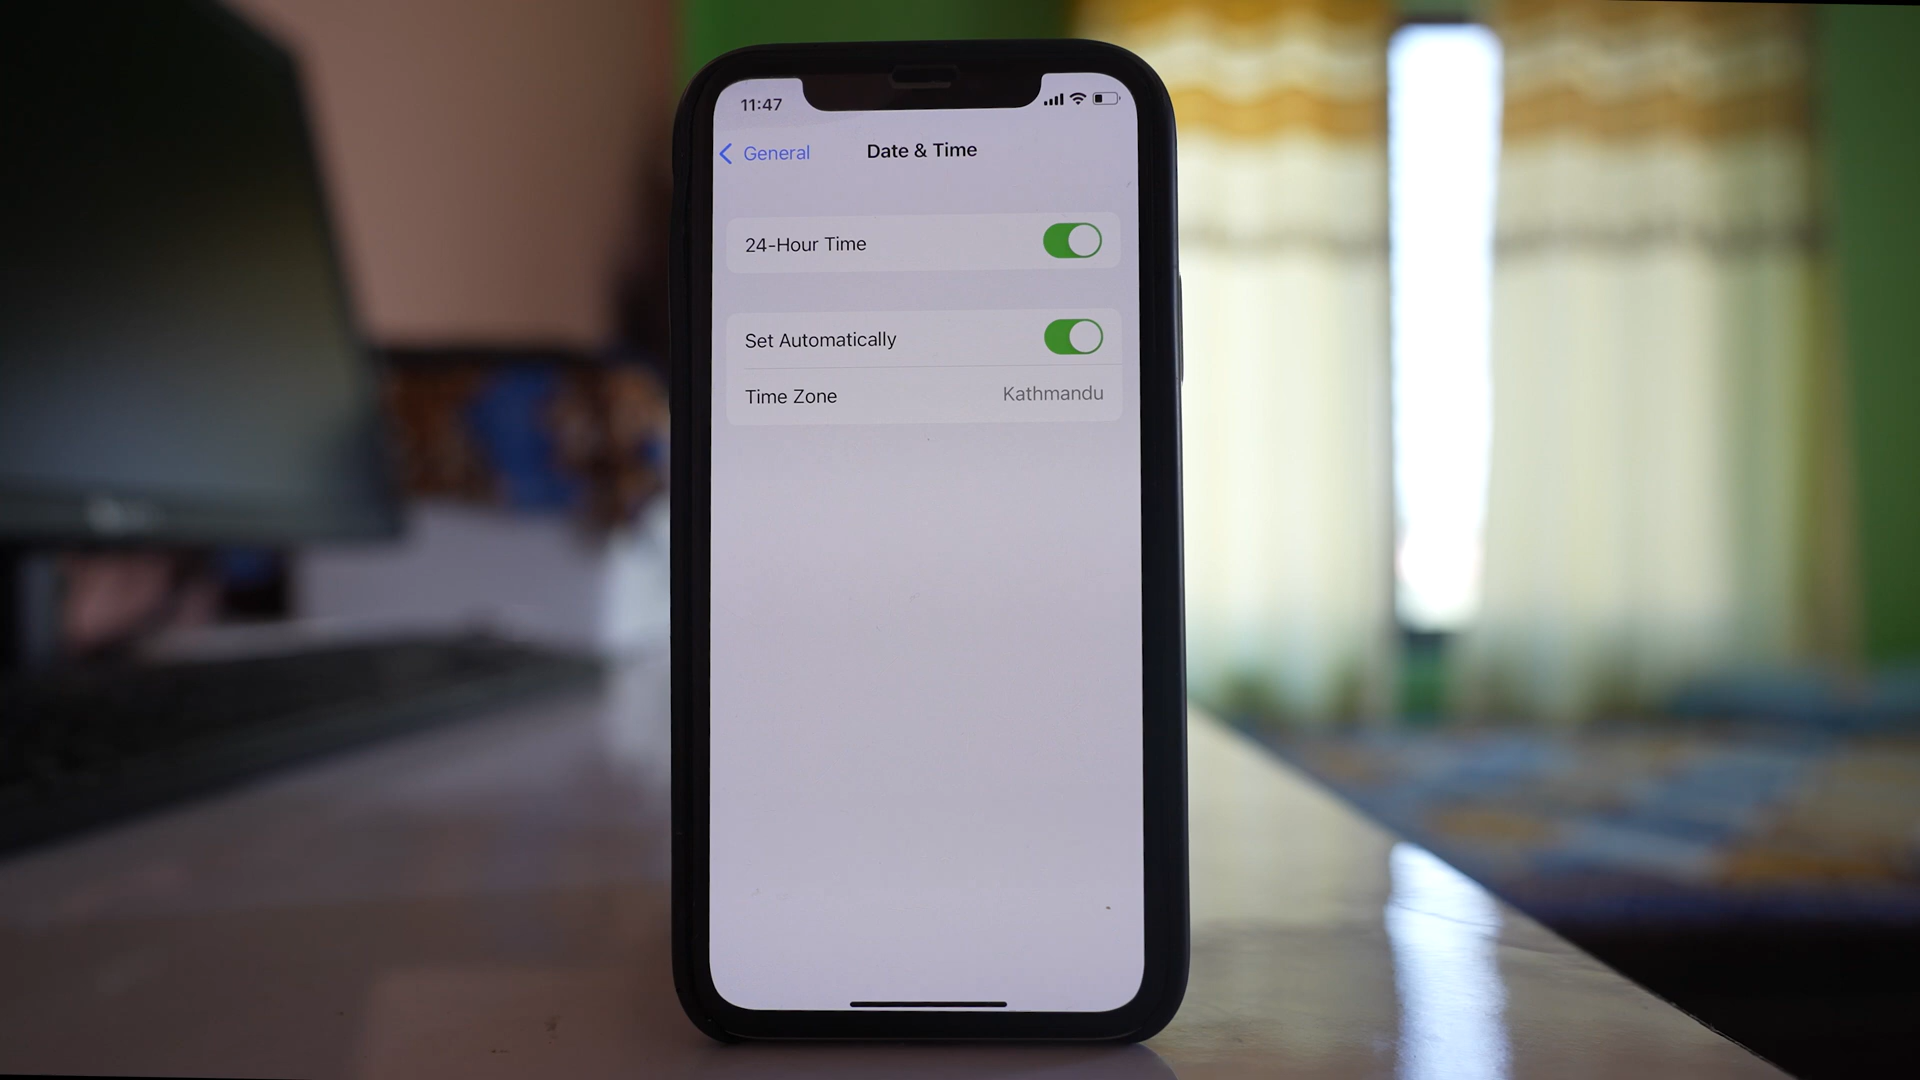 11:47
General
Date & Time
24-Hour Time
Set Automatically
Time Zone
Kathmandu